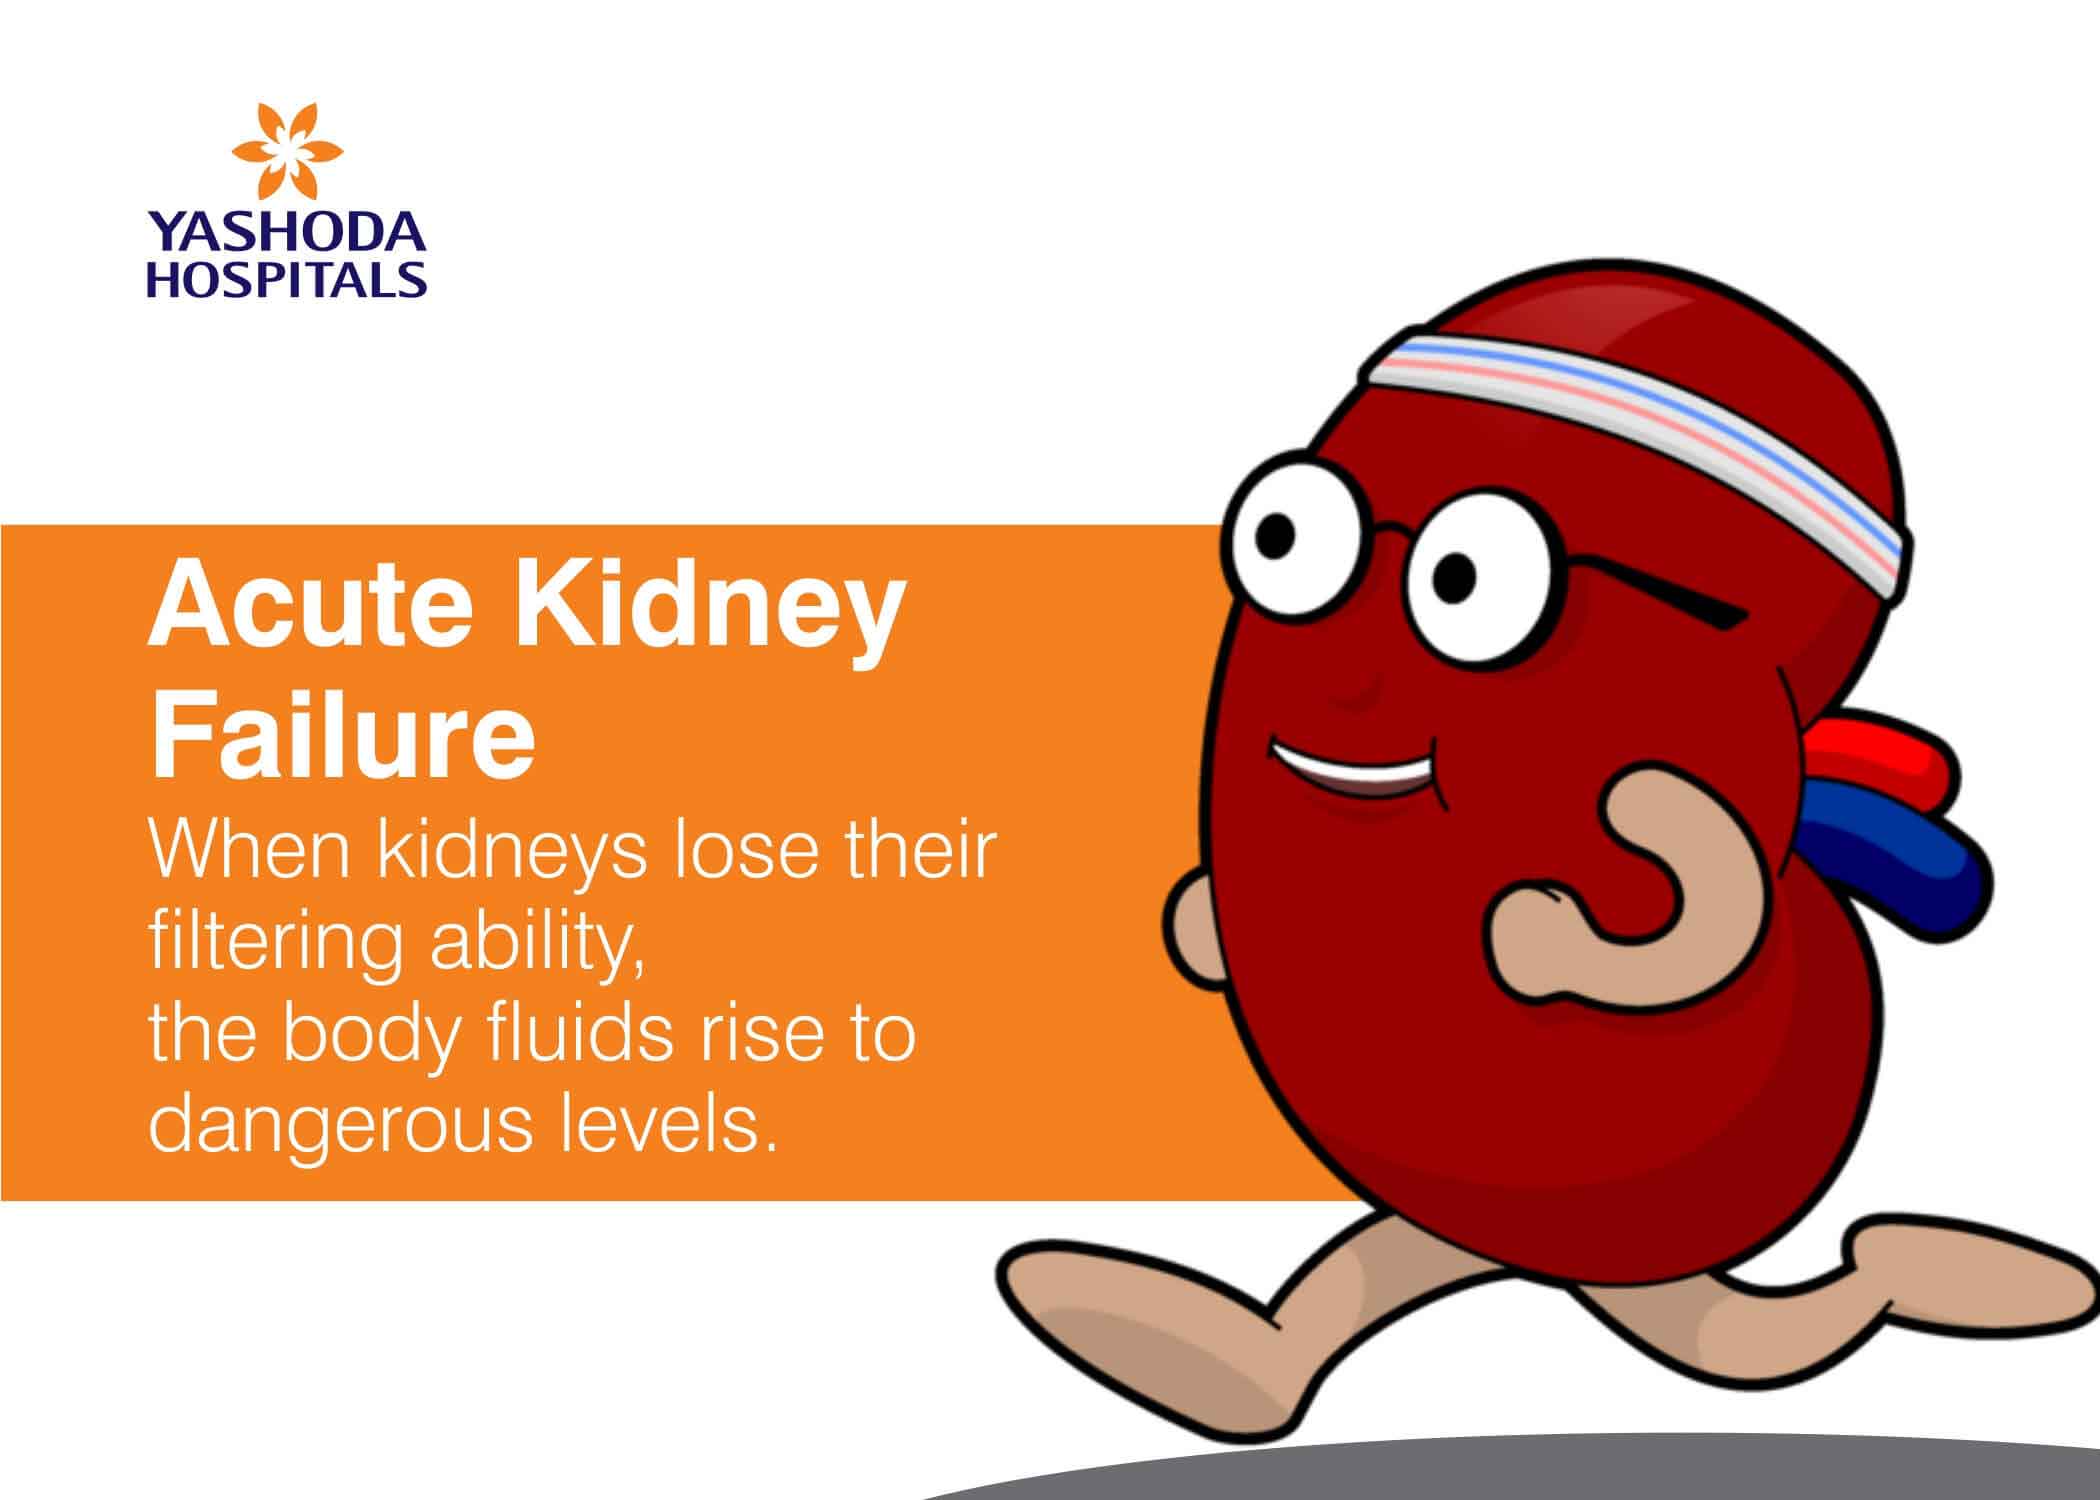 YASHODA
HOSPITALS
Acute Kidney
Failure
When kidneys lose their
filtering ability,
the body fluids rise to
dangerous levels.